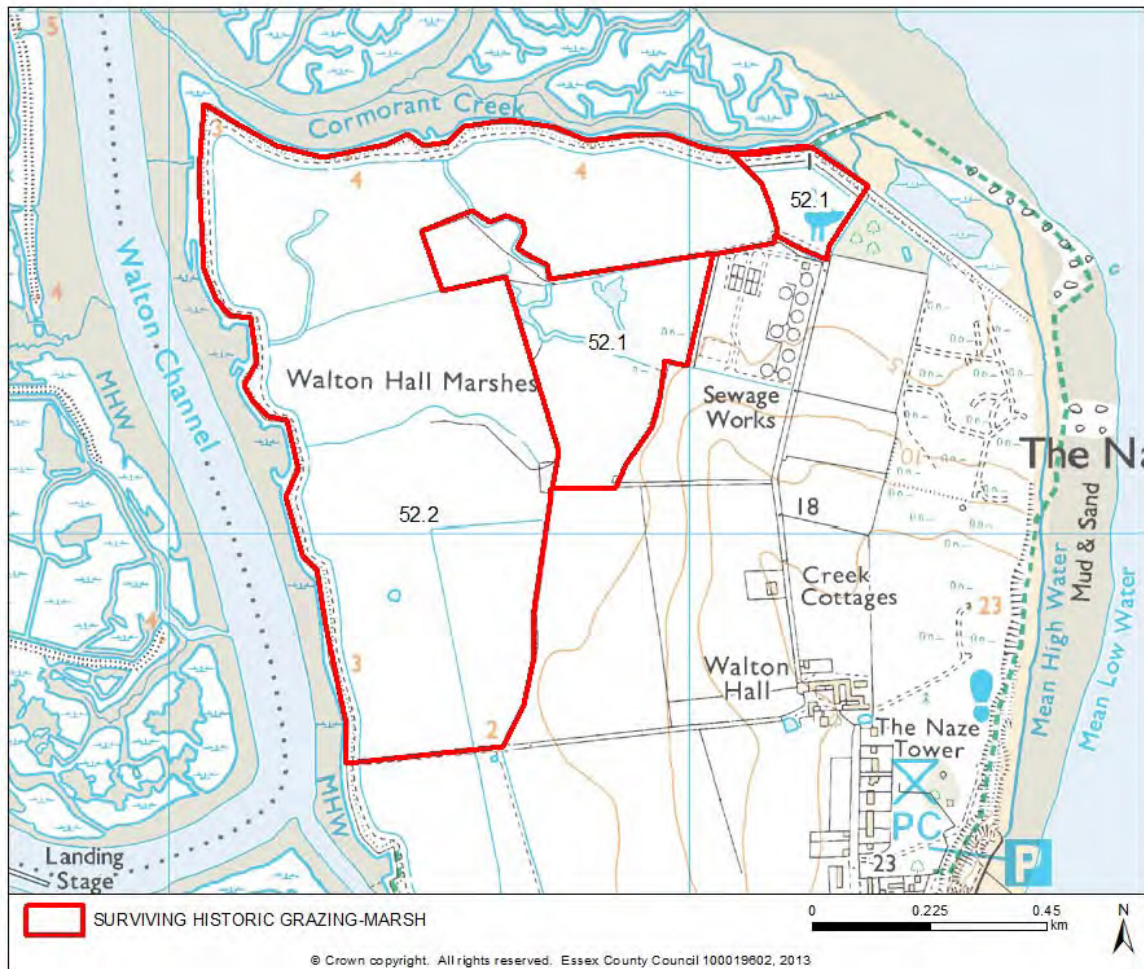 5
Cormorant Creek
3
4
4
1
52.1
4
Walton Channel
MHW
52.1
Walton Hall Marshes
Sewage
Works
5
10
The Na
Mud & Sand
Mean High Water
Mean Low Water
52.2
18
Creek
Cottages
23
4
3
Walton
Hall
2
The Naze
Tower
MHW
PC
23
P
Landing
Stage
SURVIVING HISTORIC GRAZING-MARSH
0 0.225 0.45
km
N
© Crown copyright. All rights reserved. Essex County Council 100019602, 2013